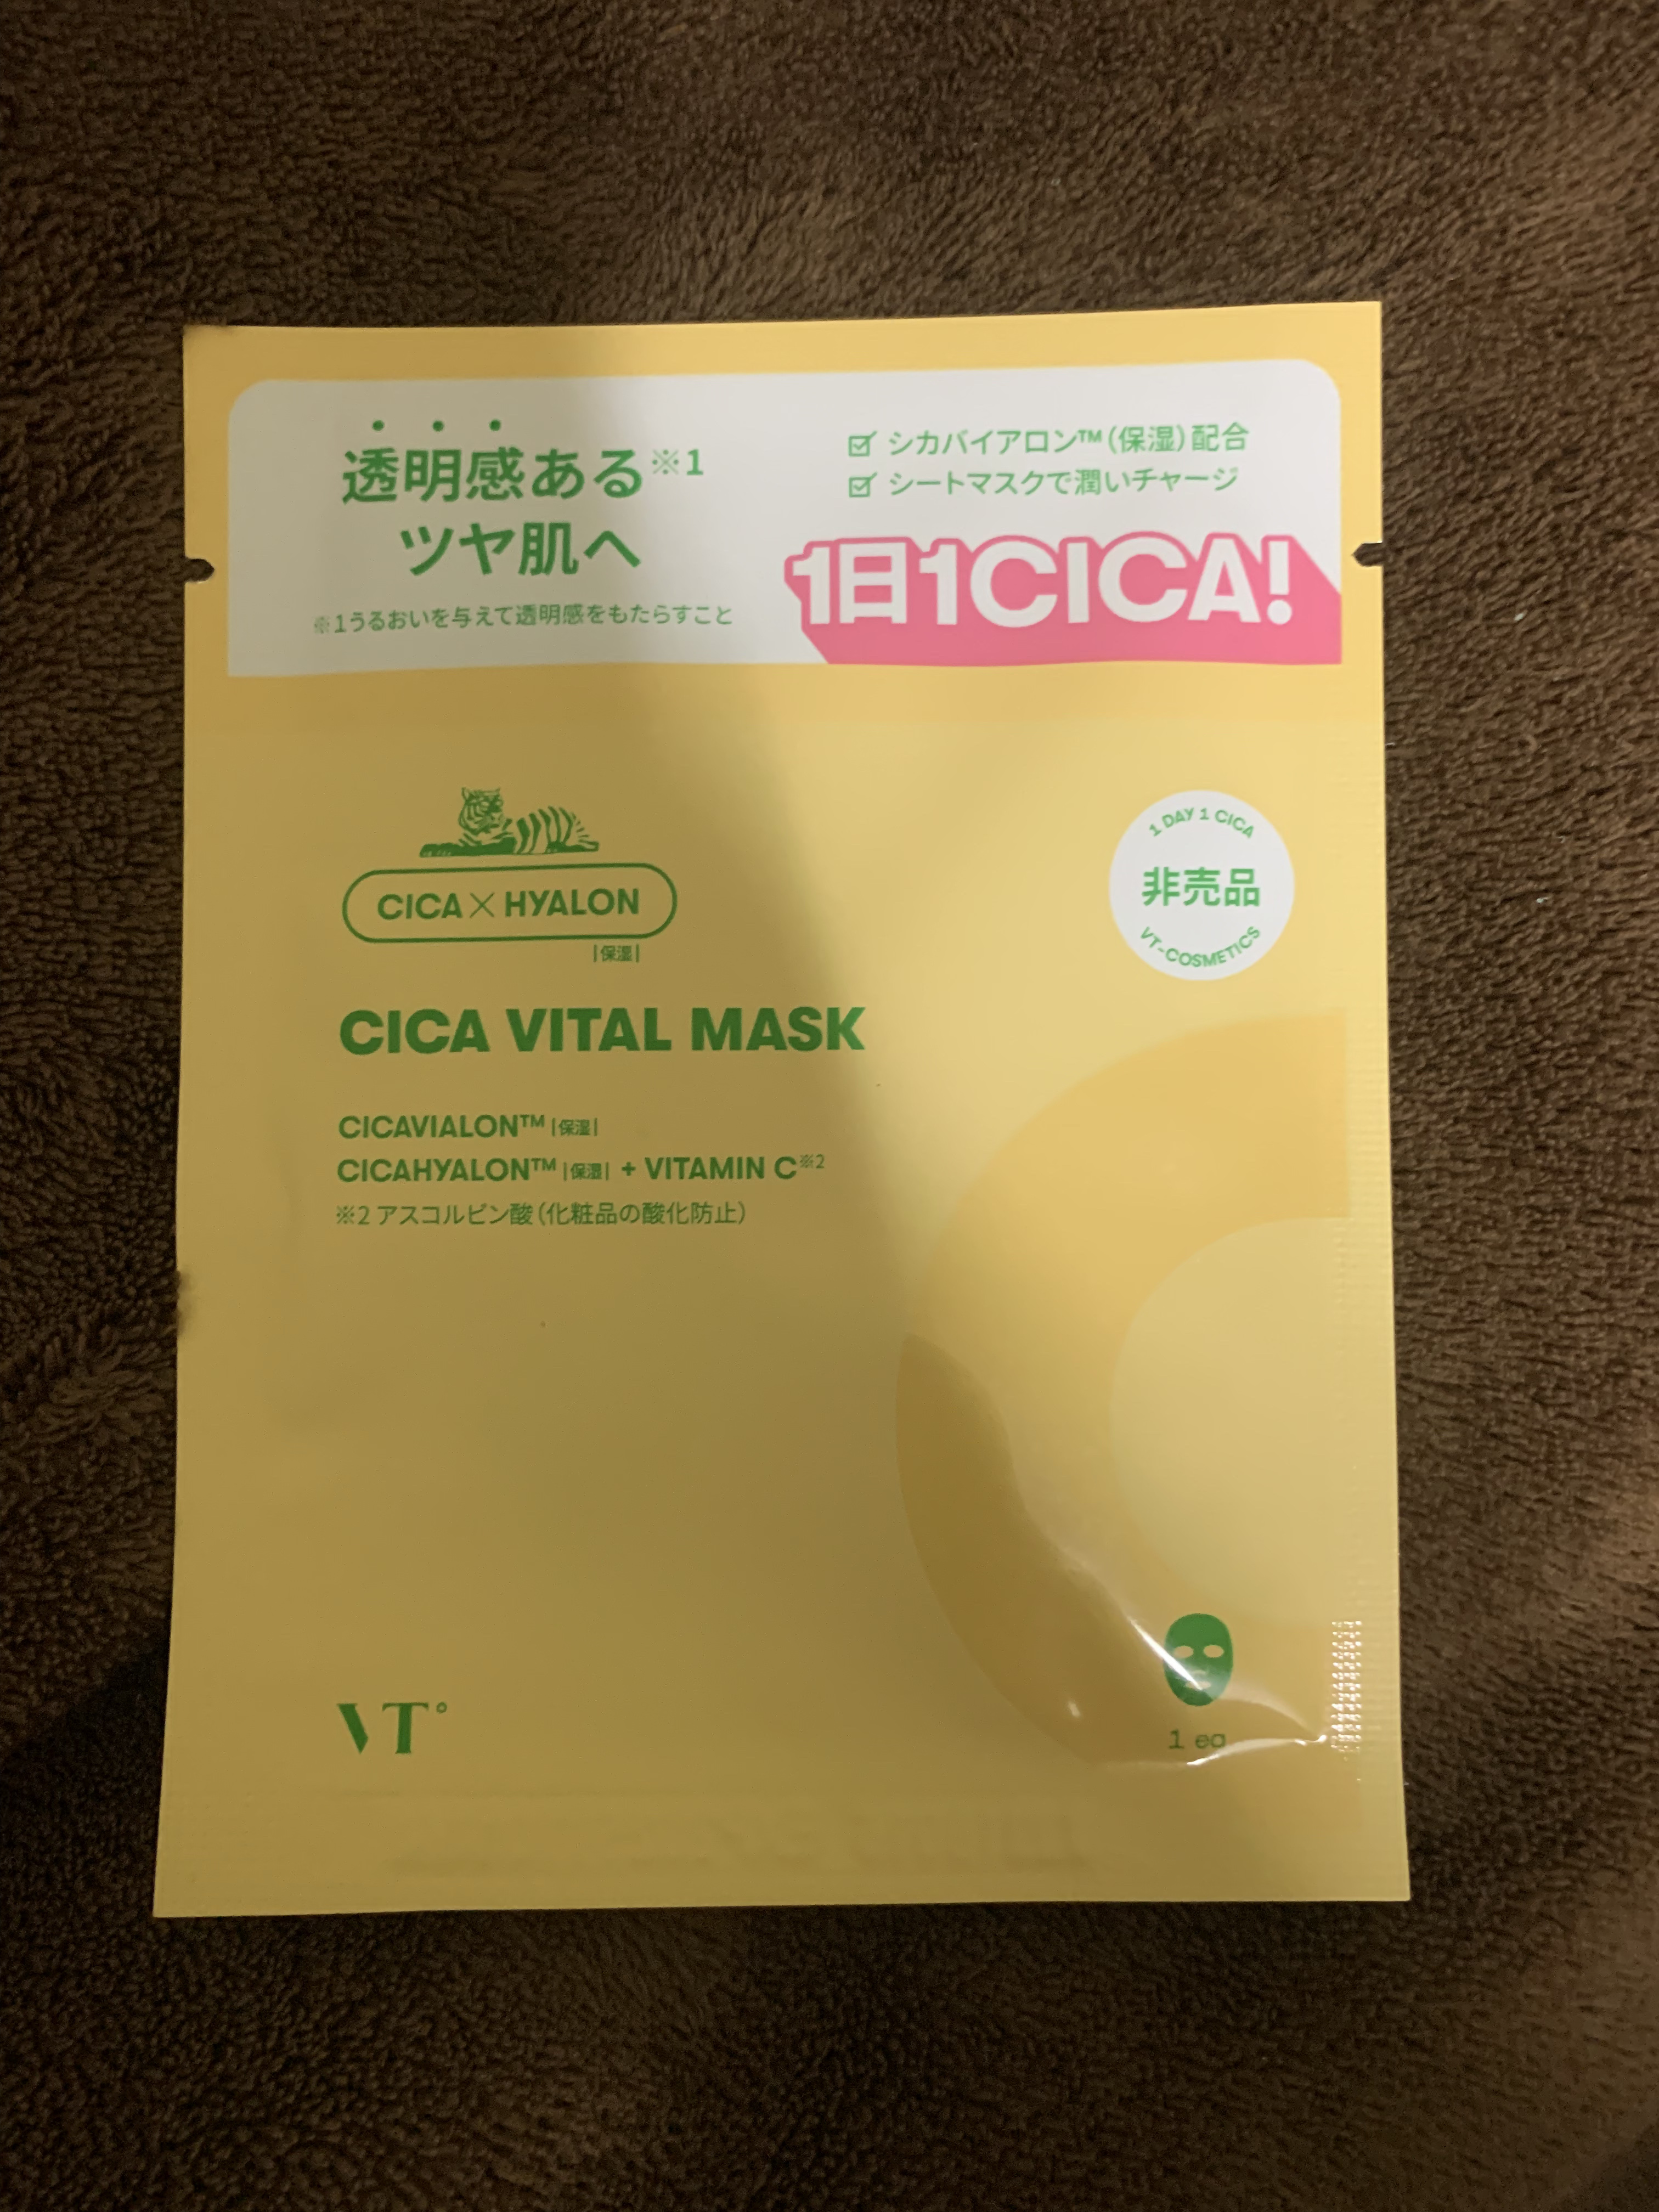 透明感ある※1
ツヤ肌へ
※1うるおいを与えて透明感をもたらすこと
シカバイアロン™(保湿)配合
シートマスクで潤いチャージ
1日1CICA!
CICA×HYALON
|保湿|
1 DAY 1 CICA
非売品
VT-COSMETICS
CICA VITAL MASK
CICAVIALON™ |保湿|
CICAHYALON™ |保湿| + VITAMIN C※2
※2 アスコルビン酸(化粧品の酸化防止)
VT°
1 ea